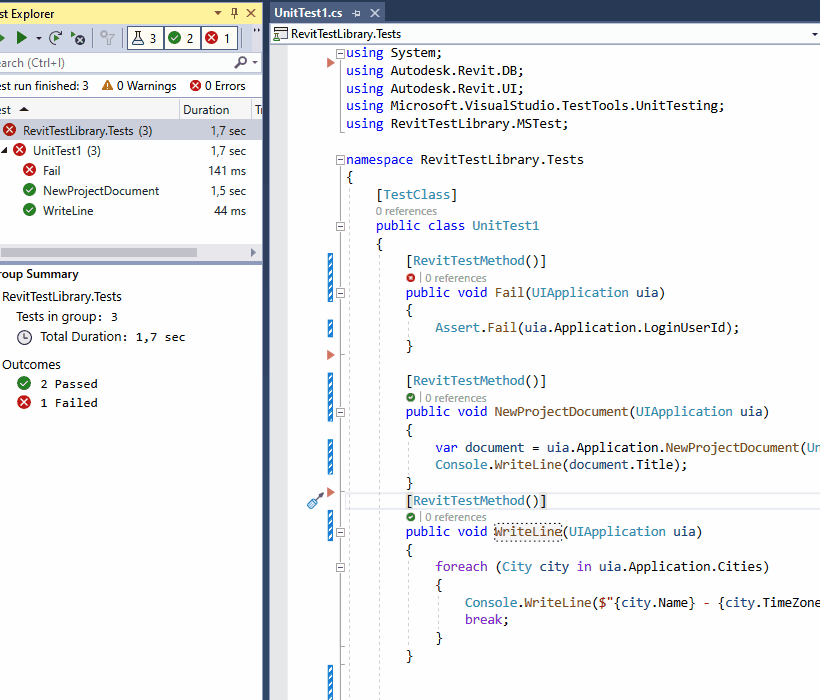 st Explorer
3 2 1
earch (Ctrl+I)
est run finished: 3 0 Warnings 0 Errors
est Duration Tr
RevitTestLibrary.Tests (3) 1,7 sec
UnitTest1 (3) 1,7 sec
Fail 141 ms
NewProjectDocument 1,5 sec
WriteLine 44 ms
roup Summary
RevitTestLibrary.Tests
Tests in group: 3
Total Duration: 1,7 sec
Outcomes
2 Passed
1 Failed
UnitTest1.cs
RevitTestLibrary.Tests
using System;
using Autodesk.Revit.DB;
using Autodesk.Revit.UI;
using Microsoft.VisualStudio.TestTools.UnitTesting;
using RevitTestLibrary.MSTest;
namespace RevitTestLibrary.Tests
{
[TestClass]
0 references
public class UnitTest1
{
[RevitTestMethod()]
| 0 references
public void Fail(UIApplication uia)
{
Assert.Fail(uia.Application.LoginUserId);
}
[RevitTestMethod()]
| 0 references
public void NewProjectDocument(UIApplication uia)
{
var document = uia.Application.NewProjectDocument(Un
Console.WriteLine(document.Title);
}
[RevitTestMethod()]
| 0 references
public void WriteLine(UIApplication uia)
{
foreach (City city in uia.Application.Cities)
{
Console.WriteLine($"{city.Name} - {city.TimeZone
break;
}
}